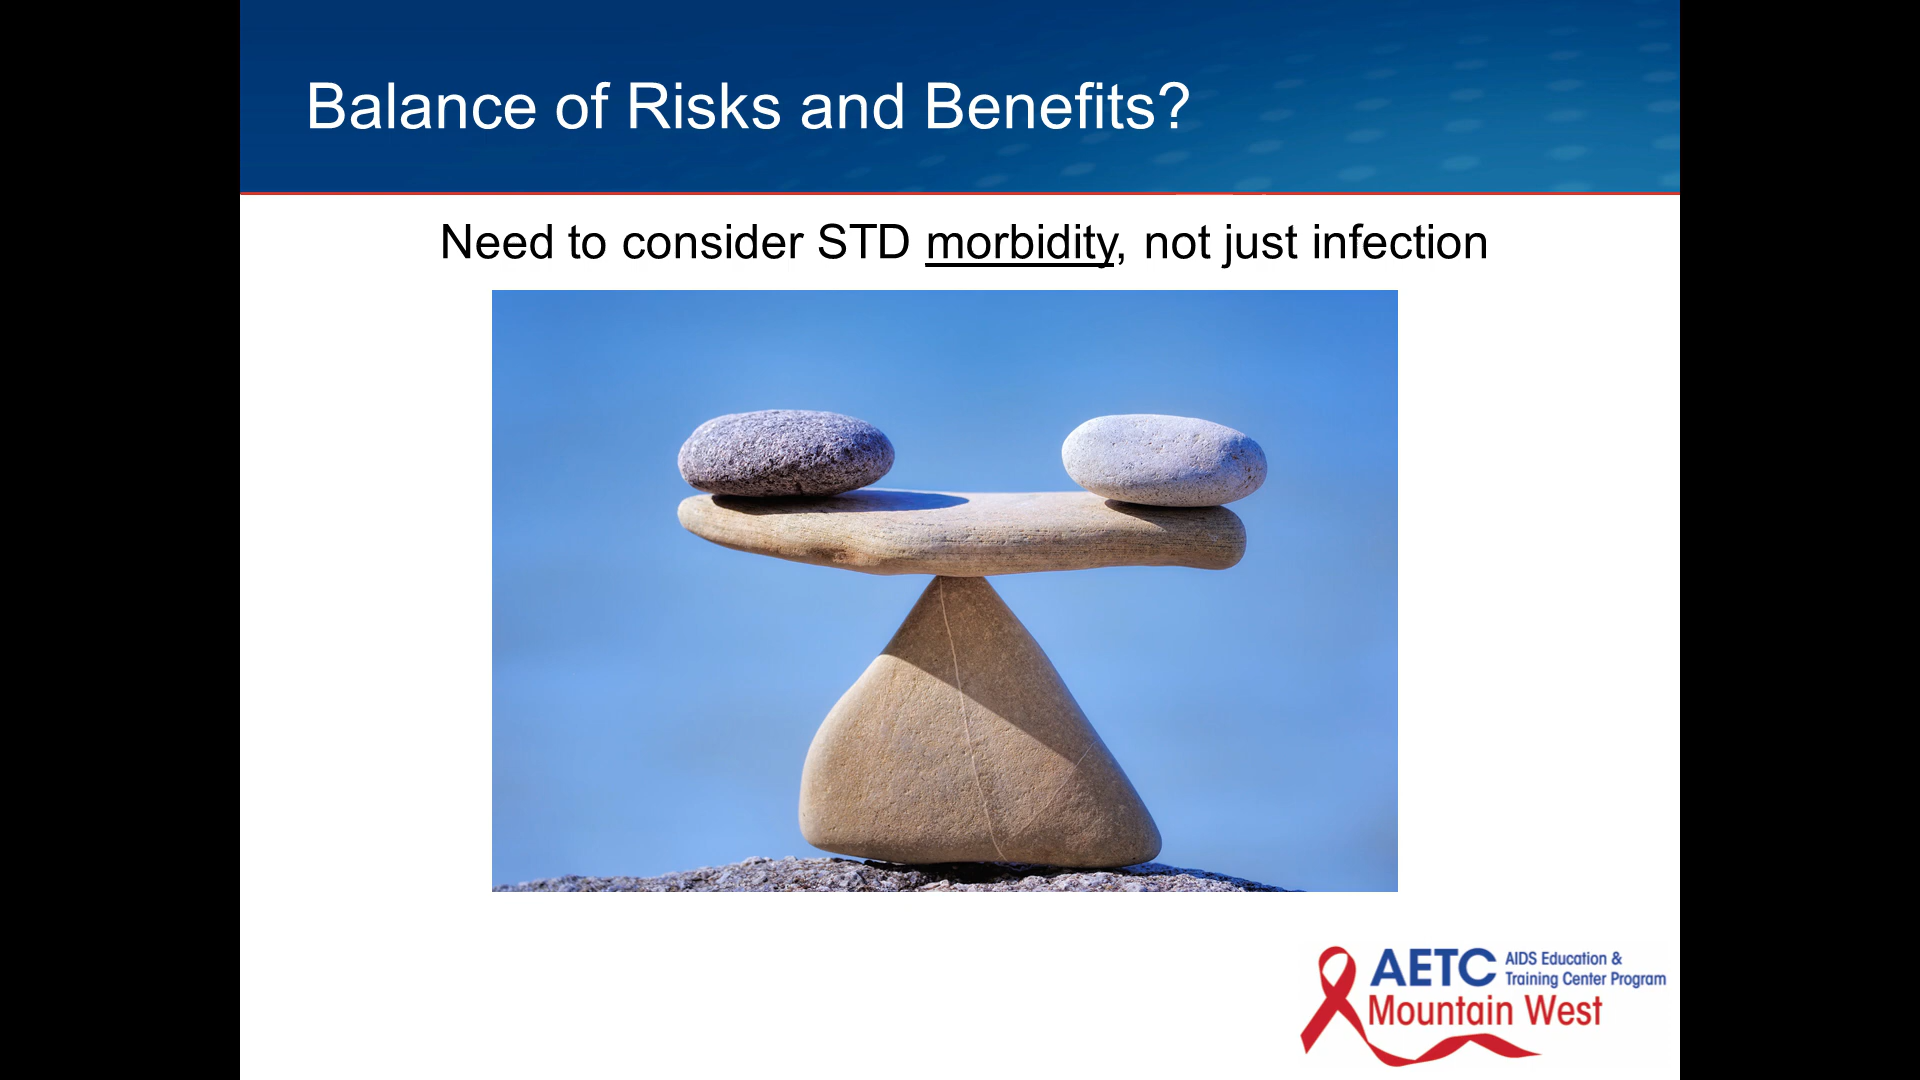 Balance of Risks and Benefits?
Need to consider STD morbidity, not just infection
AETC AIDS Education &
Training Center Program
Mountain West